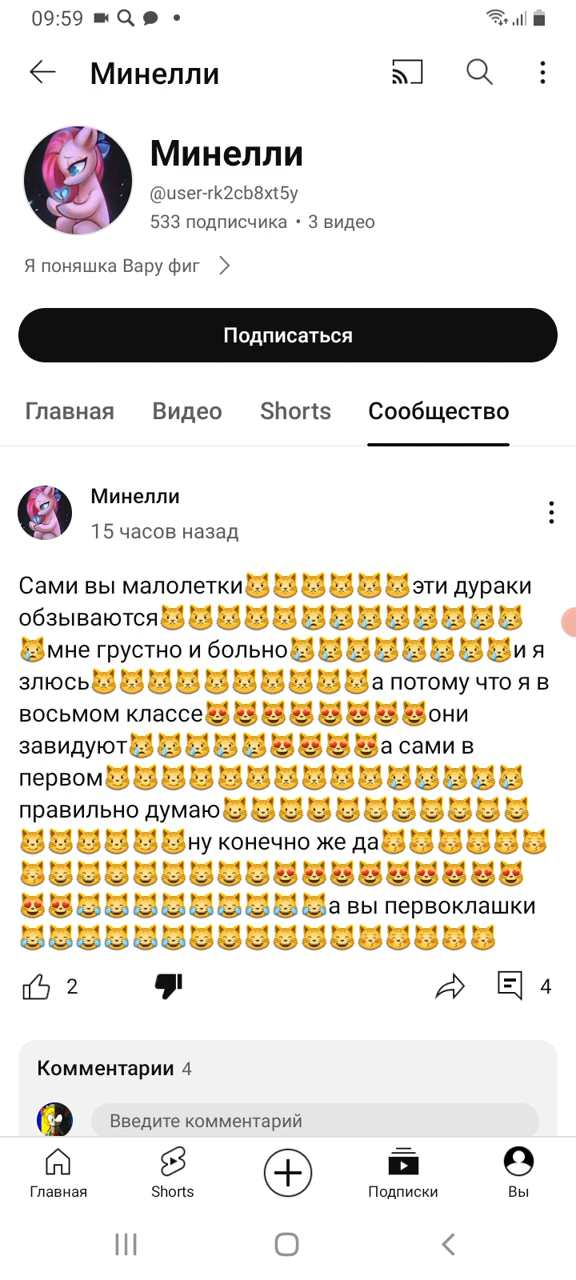 09:59
Минелли
Минелли
@user-rk2cb8xt5y
533 подписчика • 3 видео
Я поняшка Вару фиг
Подписаться
Главная Видео Shorts Сообщество
Минелли
15 часов назад
Сами вы малолетки😼😼😼😼😼😼эти дураки
обзываются😼😼😼😼😼😿😿😿😿😿😿😿😿
😿мне грустно и больно😿😿😿😿😿😿😿😿и я
злюсь😼😼😼😼😼😼😼😼😼😼а потому что я в
восьмом классе😻😻😻😻😻😻😻😻они
завидуют😿😿😿😿😿😻😻😻😻а сами в
первом😼😼😼😼😼😼😼😼😼😼😿😿😿😿😿
правильно думаю😺😺😺😺😺😺😺😺😺😸😸
😼😼😼😼😼😼ну конечно же да😽😽😽😽😽😽
😽😸😸😸😸😸😸😸😸😻😻😻😻😻😻😻😻😻
😻😻😹😹😹😹😹😹😹😹😹а вы первоклашки
😹😹😹😹😹😹😸😸😸😸😸😸😽😽😽😽😽
2 4
Комментарии 4
Введите комментарий
Главная Shorts Подписки Вы